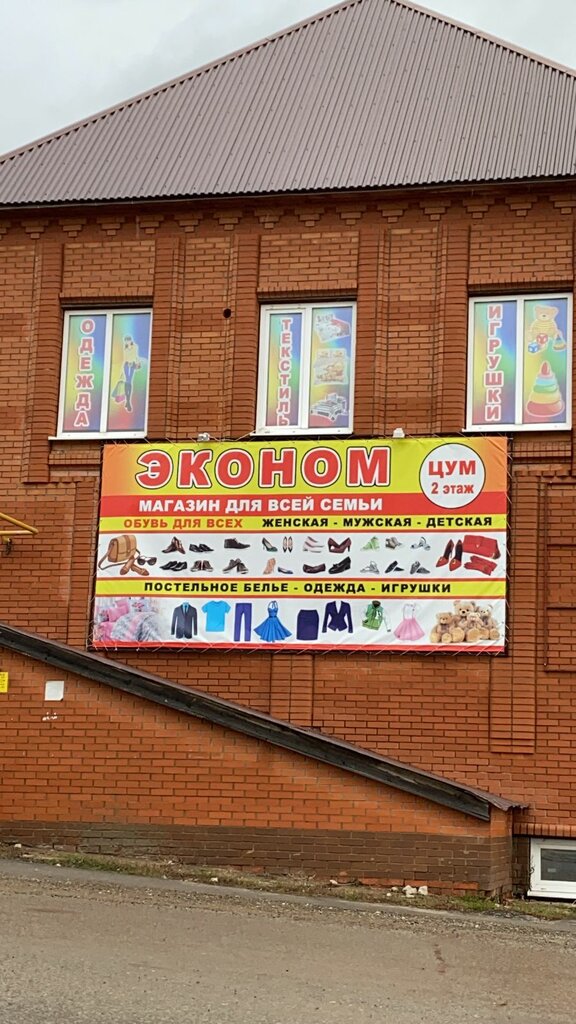 ОДЕЖДА
ТЕКСТИЛЬ
ИГРУШКИ
ЭКОНОМ
ЦУМ
2 этаж
МАГАЗИН ДЛЯ ВСЕЙ СЕМЬИ
ОБУВЬ ДЛЯ ВСЕХ ЖЕНСКАЯ - МУЖСКАЯ - ДЕТСКАЯ
ПОСТЕЛЬНОЕ БЕЛЬЕ - ОДЕЖДА - ИГРУШКИ